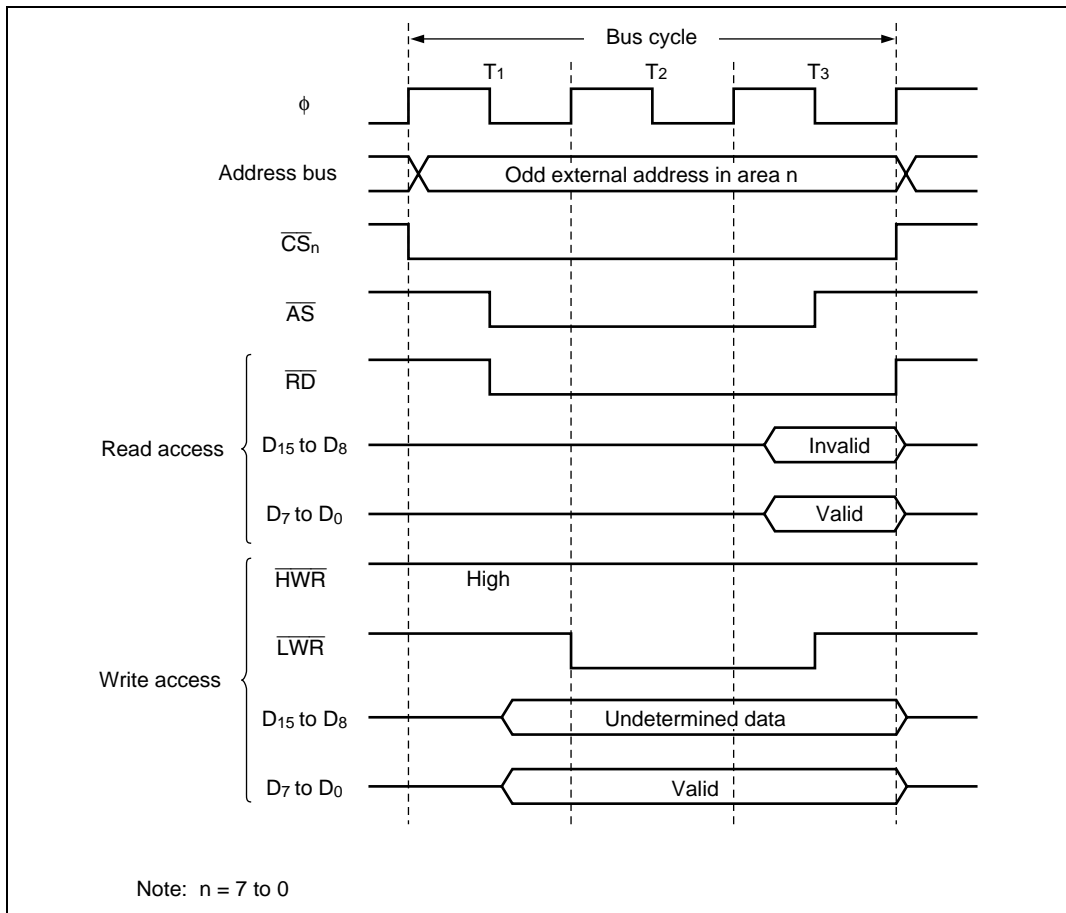 Bus cycle
T1 T2 T3
ϕ
Address bus
Odd external address in area n
CSn
AS
RD
Read access
D15 to D8
Invalid
D7 to D0
Valid
HWR
High
LWR
Write access
D15 to D8
Undetermined data
D7 to D0
Valid
Note: n = 7 to 0